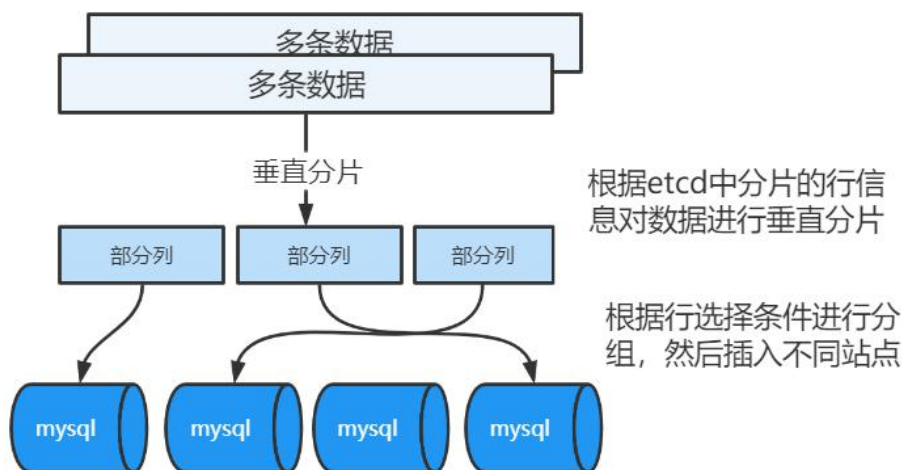 多条数据
多条数据
垂直分片
根据etcd中分片的行信
息对数据进行垂直分片
部分列
部分列
部分列
根据行选择条件进行分
组，然后插入不同站点
mysql
mysql
mysql
mysql